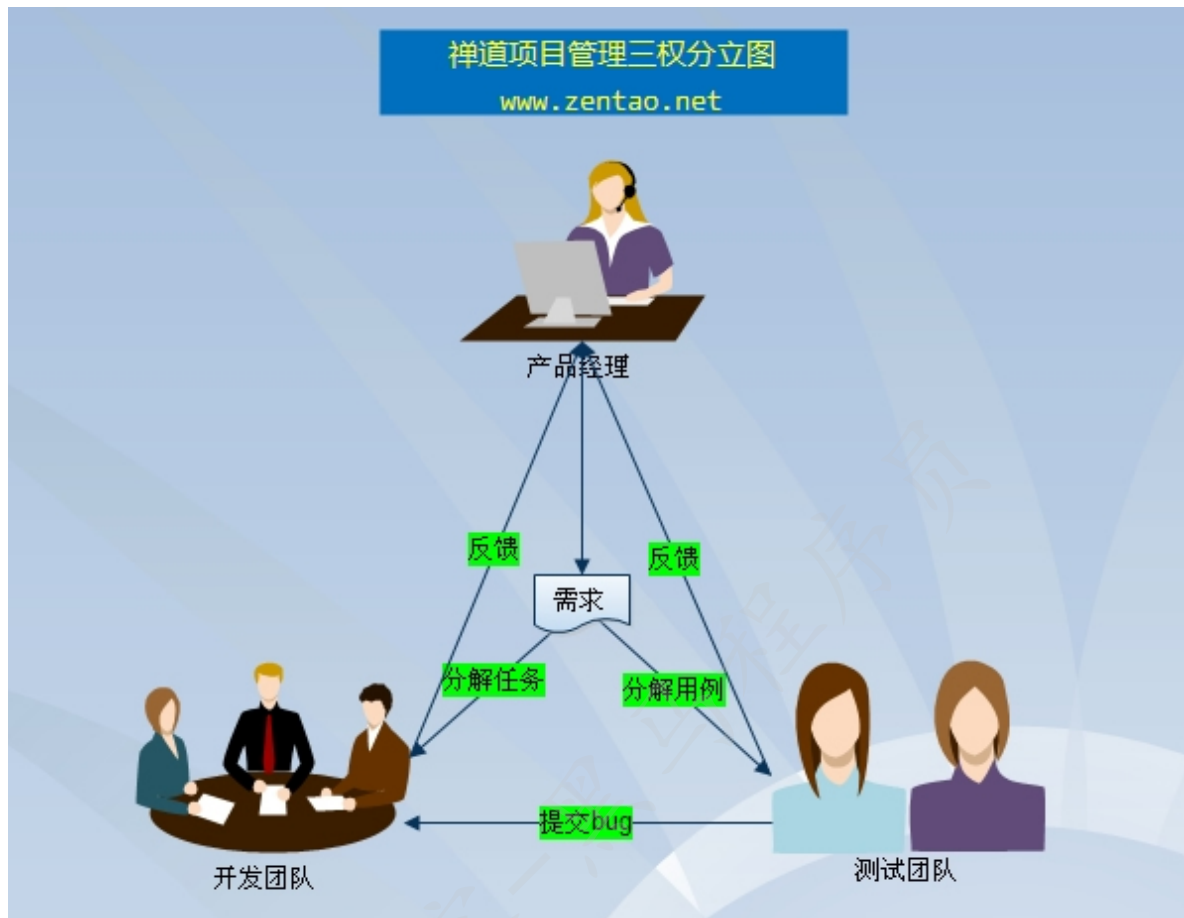 禅道项目管理三权分立图
www.zentao.net
产品经理
反馈
反馈
需求
分解任务
分解用例
提交bug
开发团队
测试团队